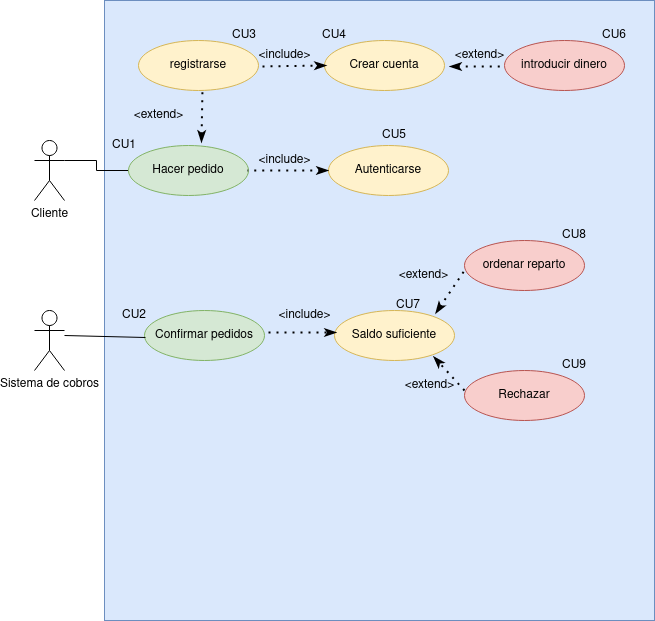 CU3
CU4
CU6
registrarse
<include>
Crear cuenta
<extend>
introducir dinero
<extend>
CU1
CU5
Hacer pedido
<include>
Autenticarse
Cliente
CU8
ordenar reparto
<extend>
CU2
CU7
<include>
Confirmar pedidos
Saldo suficiente
CU9
Sistema de cobros
<extend>
Rechazar